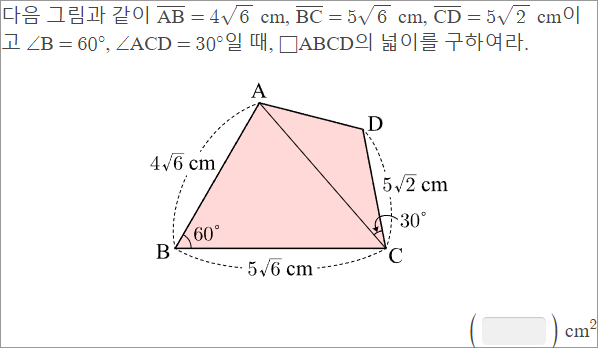 다음 그림과 같이 AB = 4√6 cm, BC = 5√6 cm, CD = 5√2 cm이
고 ∠B = 60°, ∠ACD = 30°일 때, □ABCD의 넓이를 구하여라.
A
D
4√6 cm
5√2 cm
60°
30°
B
C
5√6 cm
( ) cm²